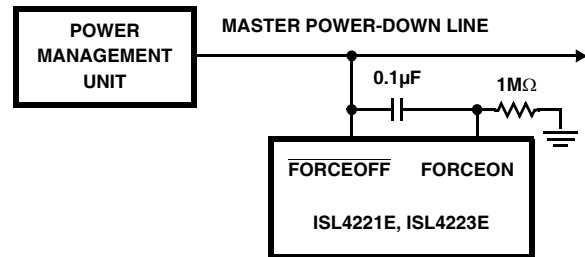 POWER
MANAGEMENT
UNIT
MASTER POWER-DOWN LINE
0.1µF
1MΩ
FORCEOFF FORCEON
ISL4221E, ISL4223E